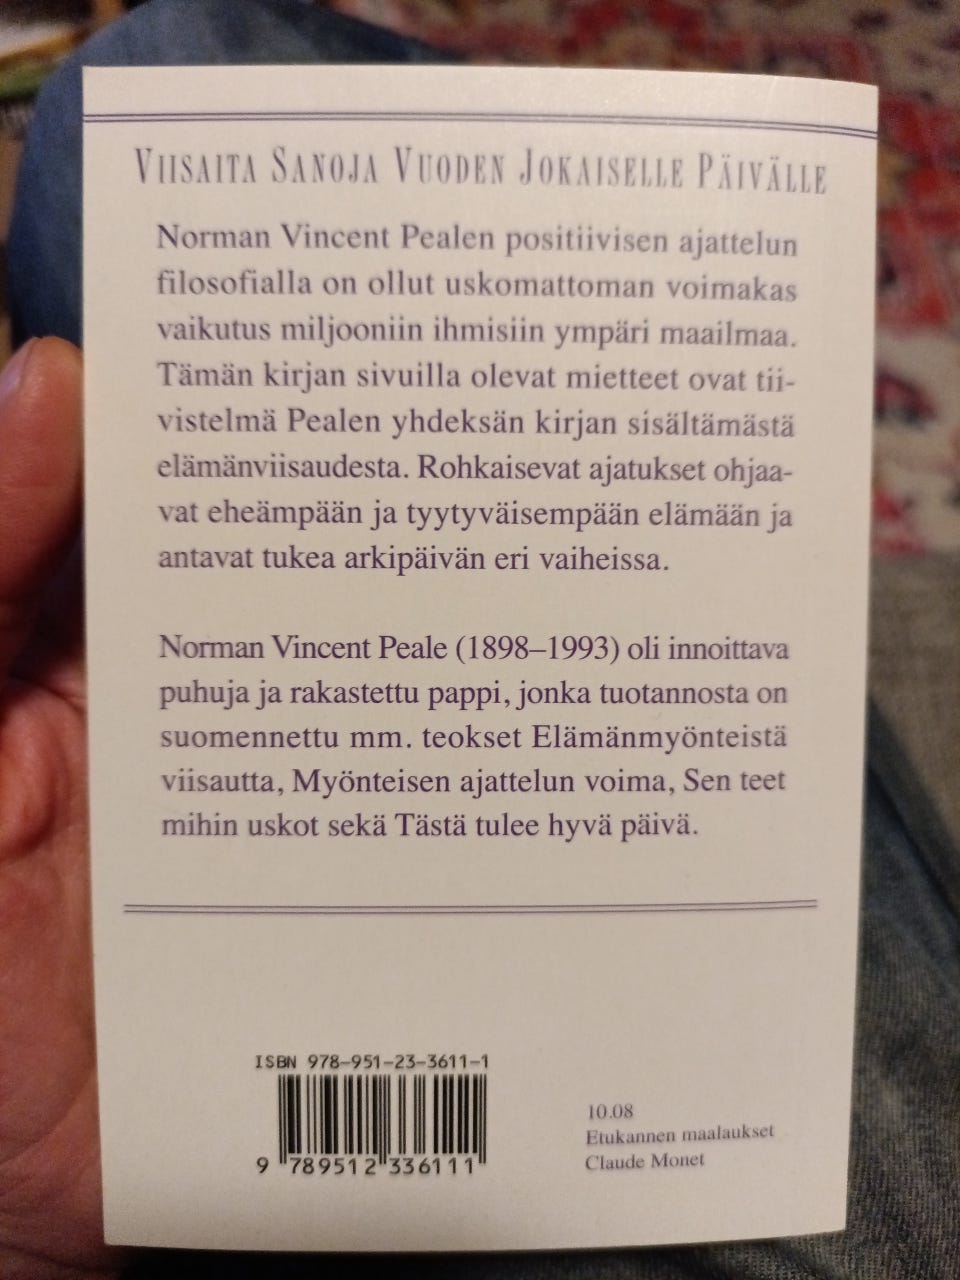 VIISAITA SANOJA VUODEN JOKAISELLE PÄIVÄLLE
Norman Vincent Pealen positiivisen ajattelun
filosofialla on ollut uskomattoman voimakas
vaikutus miljooniin ihmisiin ympäri maailmaa.
Tämän kirjan sivuilla olevat mietteet ovat tii-
vistelmä Pealen yhdeksän kirjan sisältämästä
elämänviisaudesta. Rohkaisevat ajatukset ohjaa-
vat eheämpään ja tyytyväisempään elämään ja
antavat tukea arkipäivän eri vaiheissa.
Norman Vincent Peale (1898–1993) oli innoittava
puhuja ja rakastettu pappi, jonka tuotannosta on
suomennettu mm. teokset Elämänmyönteistä
viisautta, Myönteisen ajattelun voima, Sen teet
mihin uskot sekä Tästä tulee hyvä päivä.
ISBN 978-951-23-3611-1
9 789512 336111
10.08
Etukannen maalaukset
Claude Monet